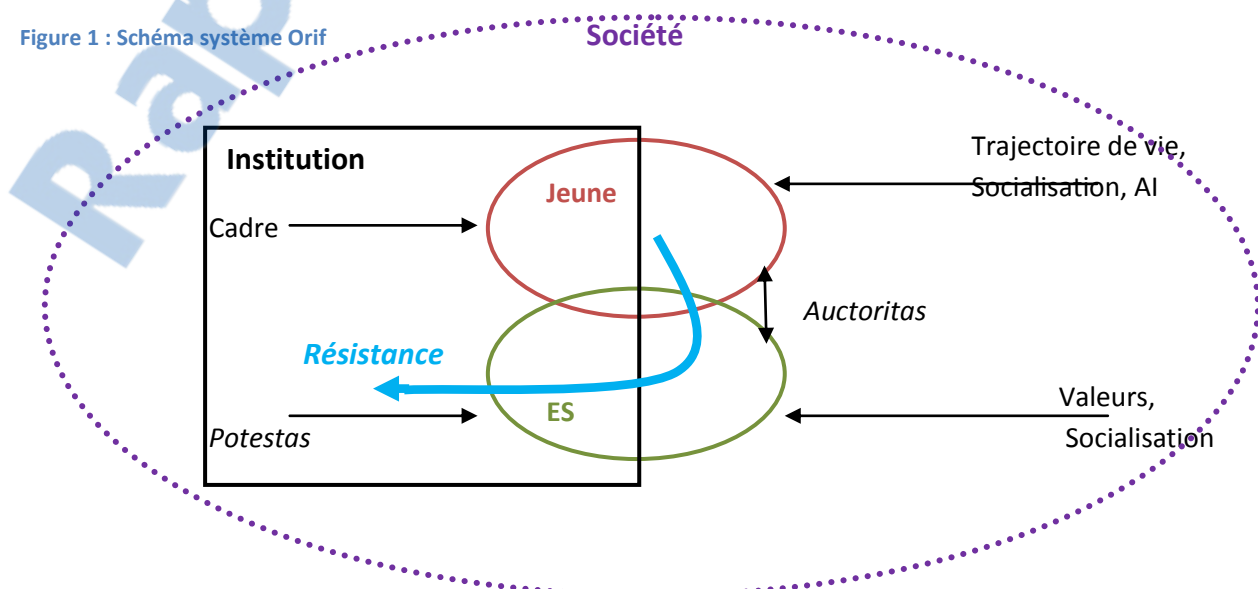 Figure 1 : Schéma système Orif
Société
Institution
Jeune
Trajectoire de vie,
Socialisation, AI
Cadre
Auctoritas
Résistance
ES
Valeurs,
Socialisation
Potestas
Rap